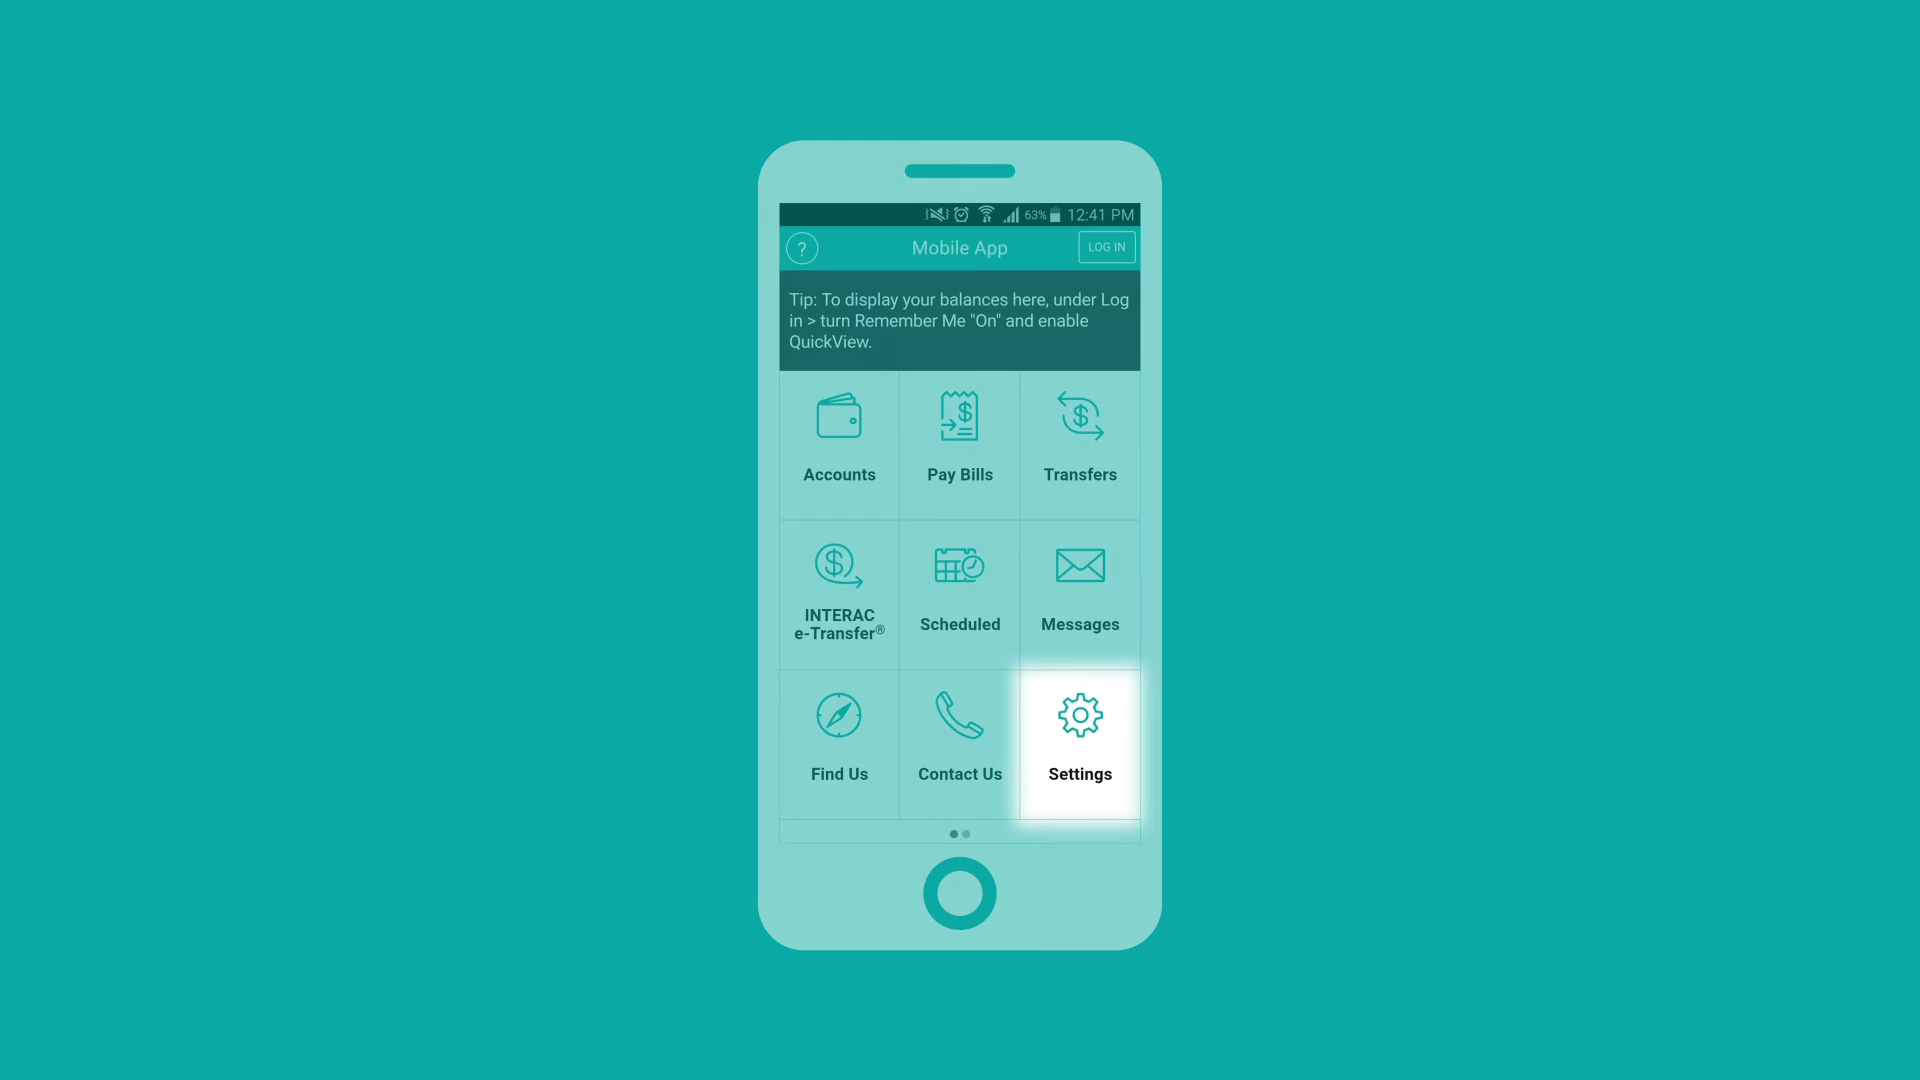 63% 12:41 PM
? Mobile App LOG IN
Tip: To display your balances here, under Log
in > turn Remember Me "On" and enable
QuickView.
Accounts Pay Bills Transfers
INTERAC
e-Transfer® Scheduled Messages
Find Us Contact Us Settings